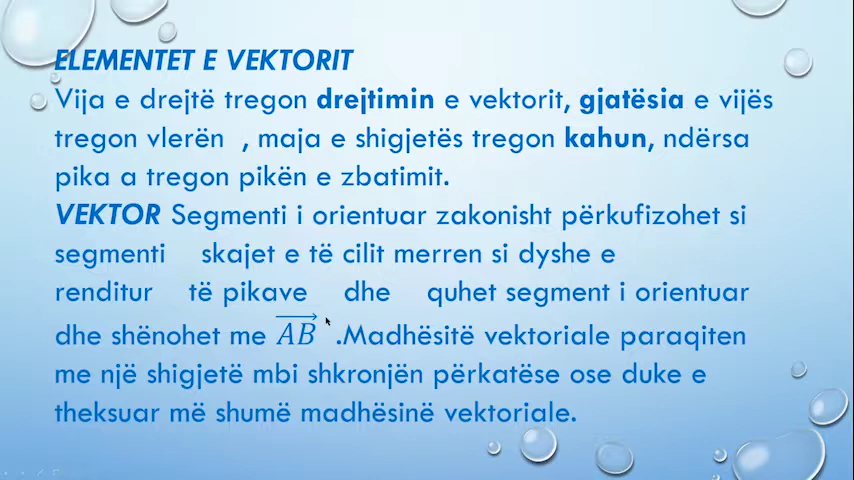 ELEMENTET E VEKTORIT
Vija e drejtë tregon drejtimin e vektorit, gjatësia e vijës
tregon vlerën , maja e shigjetës tregon kahun, ndërsa
pika a tregon pikën e zbatimit.
VEKTOR Segmenti i orientuar zakonisht përkufizohet si
segmenti skajet e të cilit merren si dyshe e
renditur të pikave dhe quhet segment i orientuar
dhe shënohet me \overrightarrow{AB} .Madhësitë vektoriale paraqiten
me një shigjetë mbi shkronjën përkatëse ose duke e
theksuar më shumë madhësinë vektoriale.